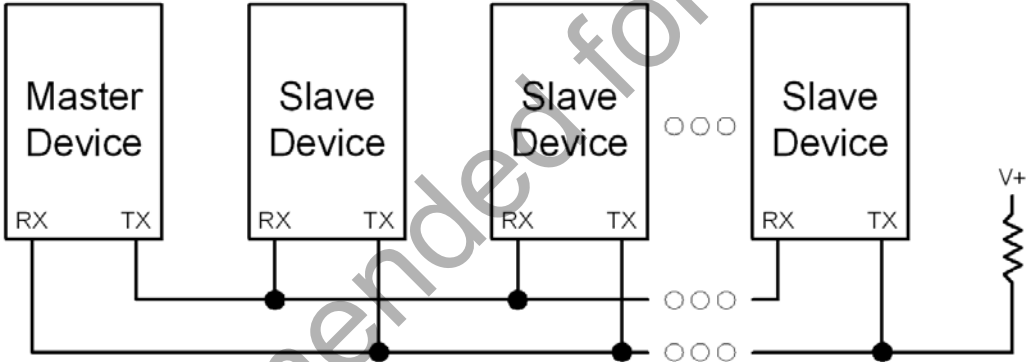 Master
Device
Slave
Device
Slave
Device
Slave
Device
RX TX
RX TX
RX TX
RX TX
V+